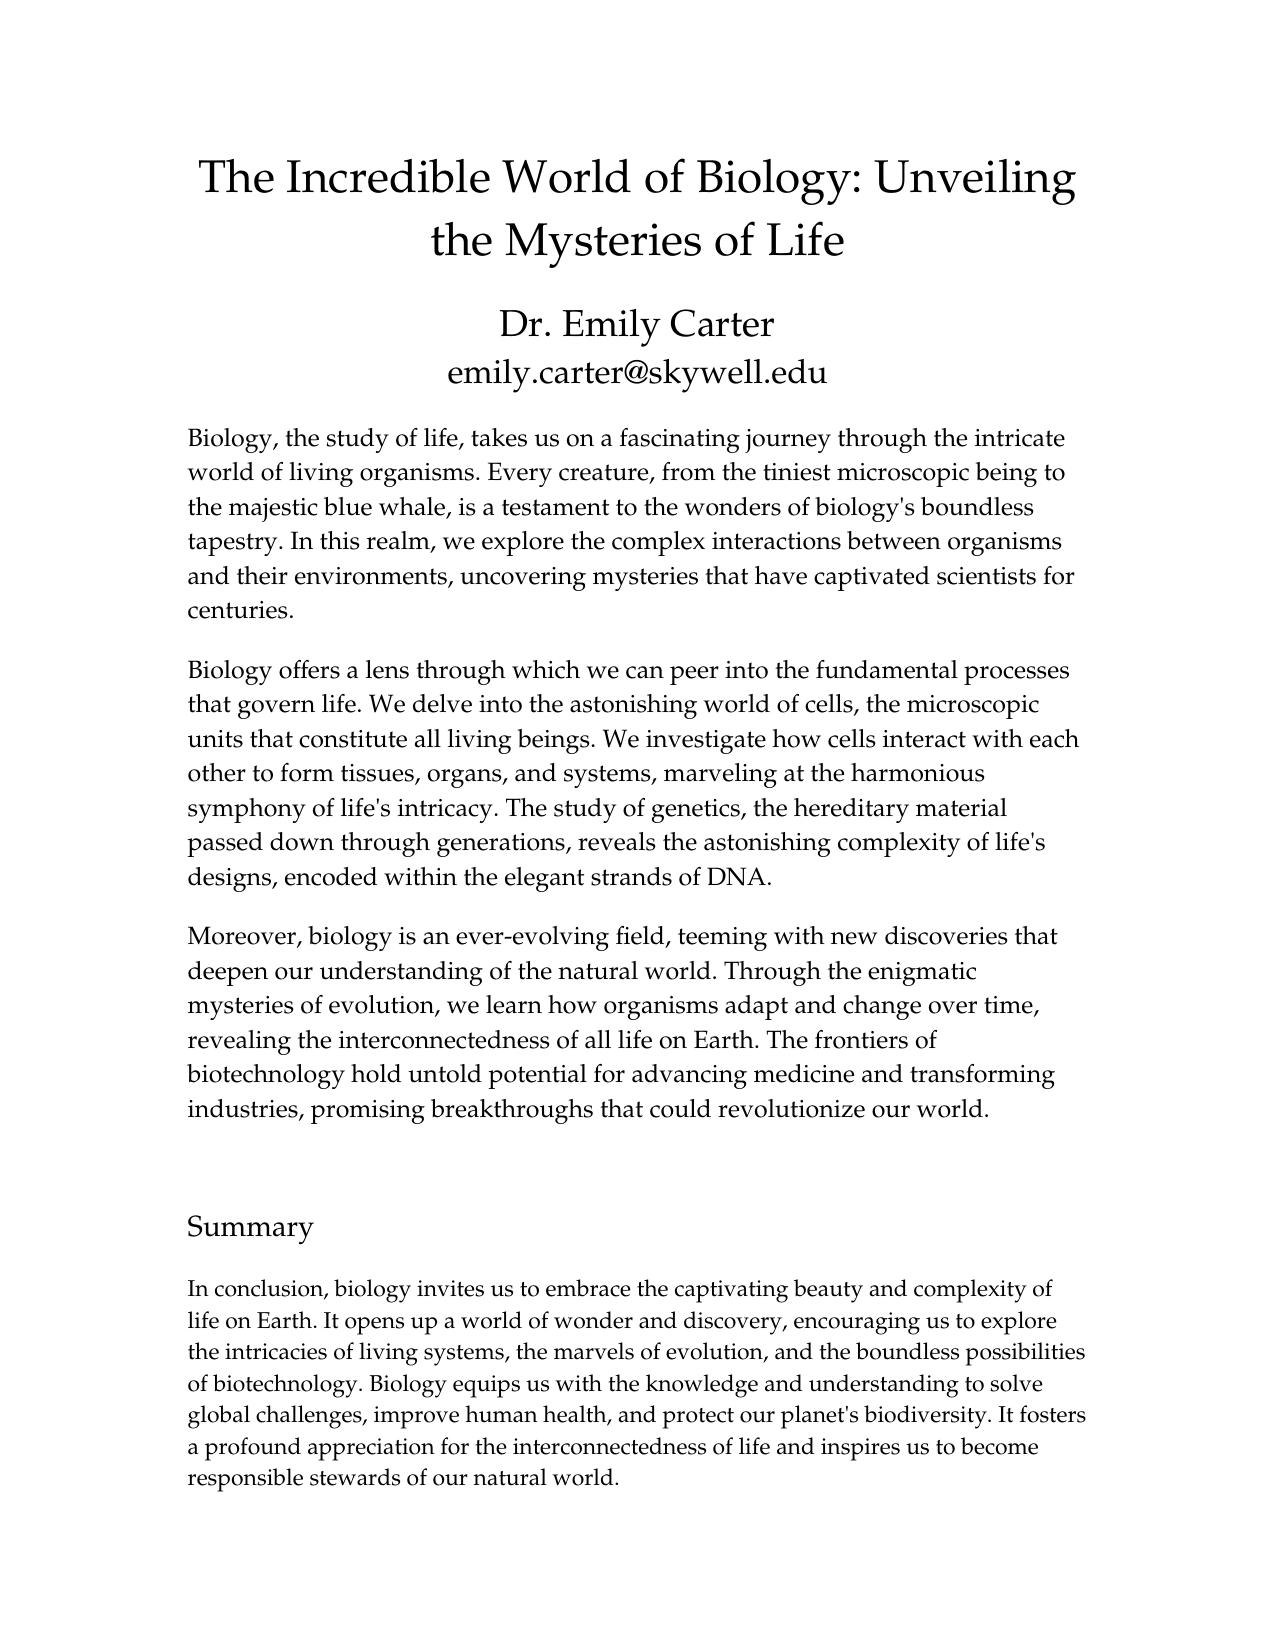 The Incredible World of Biology: Unveiling
the Mysteries of Life
Dr. Emily Carter
emily.carter@skywell.edu
Biology, the study of life, takes us on a fascinating journey through the intricate
world of living organisms. Every creature, from the tiniest microscopic being to
the majestic blue whale, is a testament to the wonders of biology's boundless
tapestry. In this realm, we explore the complex interactions between organisms
and their environments, uncovering mysteries that have captivated scientists for
centuries.
Biology offers a lens through which we can peer into the fundamental processes
that govern life. We delve into the astonishing world of cells, the microscopic
units that constitute all living beings. We investigate how cells interact with each
other to form tissues, organs, and systems, marveling at the harmonious
symphony of life's intricacy. The study of genetics, the hereditary material
passed down through generations, reveals the astonishing complexity of life's
designs, encoded within the elegant strands of DNA.
Moreover, biology is an ever-evolving field, teeming with new discoveries that
deepen our understanding of the natural world. Through the enigmatic
mysteries of evolution, we learn how organisms adapt and change over time,
revealing the interconnectedness of all life on Earth. The frontiers of
biotechnology hold untold potential for advancing medicine and transforming
industries, promising breakthroughs that could revolutionize our world.
Summary
In conclusion, biology invites us to embrace the captivating beauty and complexity of
life on Earth. It opens up a world of wonder and discovery, encouraging us to explore
the intricacies of living systems, the marvels of evolution, and the boundless possibilities
of biotechnology. Biology equips us with the knowledge and understanding to solve
global challenges, improve human health, and protect our planet's biodiversity. It fosters
a profound appreciation for the interconnectedness of life and inspires us to become
responsible stewards of our natural world.